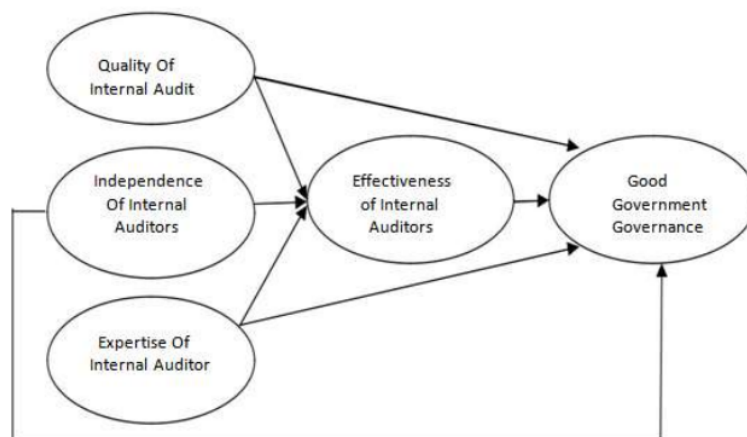 Quality Of
Internal Audit
Independence
Of Internal
Auditors
Effectiveness
of Internal
Auditors
Good
Government
Governance
Expertise Of
Internal Auditor